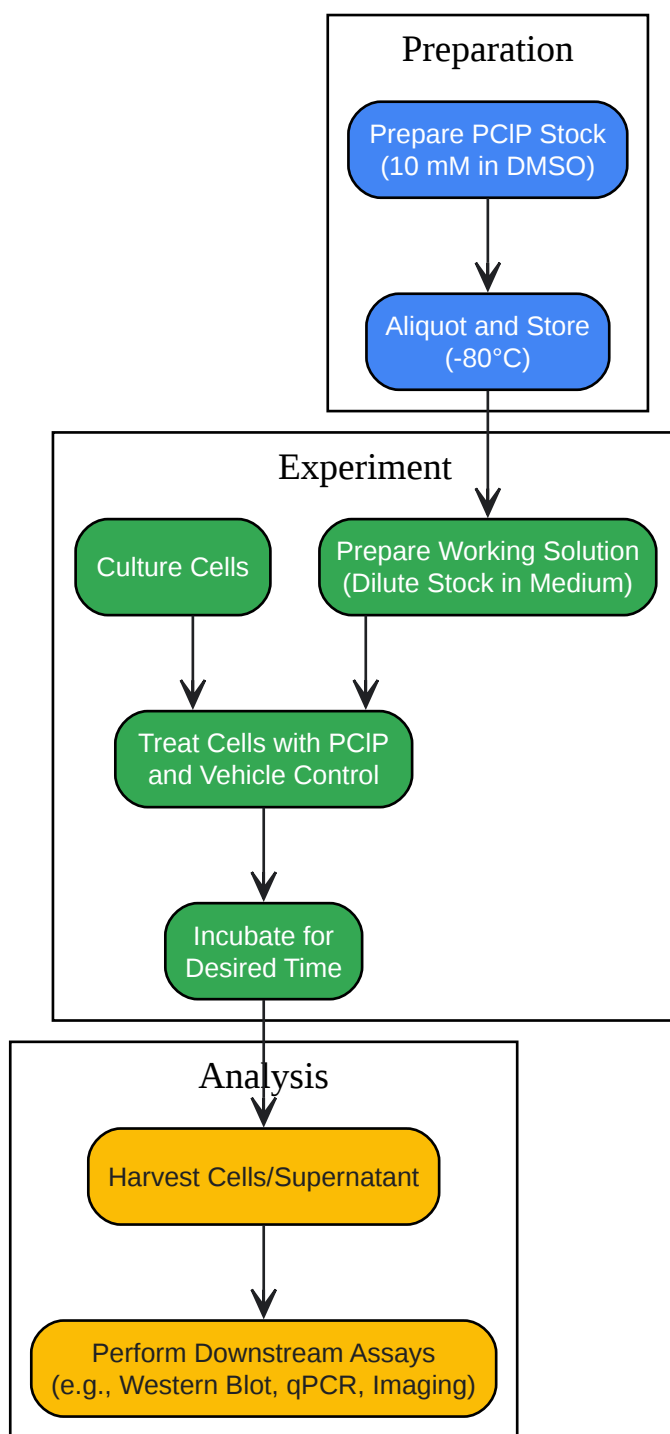 Preparation
Prepare PClP Stock
(10 mM in DMSO)
Aliquot and Store
(-80°C)
Experiment
Culture Cells
Prepare Working Solution
(Dilute Stock in Medium)
Treat Cells with PClP
and Vehicle Control
Incubate for
Desired Time
Analysis
Harvest Cells/Supernatant
Perform Downstream Assays
(e.g., Western Blot, qPCR, Imaging)